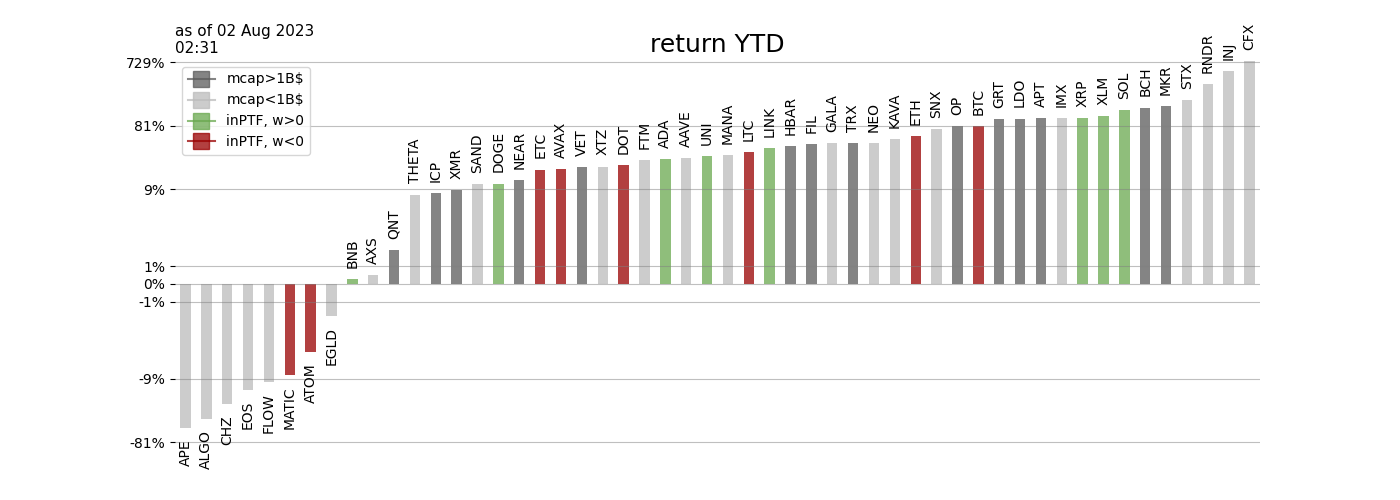 as of 02 Aug 2023
02:31
return YTD
729%
81%
9%
1%
0%
-1%
-9%
-81%
mcap>1B$
mcap<1B$
inPTF, w>0
inPTF, w<0
APE
ALGO
CHZ
EOS
FLOW
MATIC
ATOM
EGLD
BNB
AXS
QNT
THETA
ICP
XMR
SAND
DOGE
NEAR
ETC
AVAX
VET
XTZ
DOT
FTM
ADA
AAVE
UNI
MANA
LTC
LINK
HBAR
FIL
GALA
TRX
NEO
KAVA
ETH
SNX
OP
BTC
GRT
LDO
APT
IMX
XRP
XLM
SOL
BCH
MKR
STX
RNDR
INJ
CFX